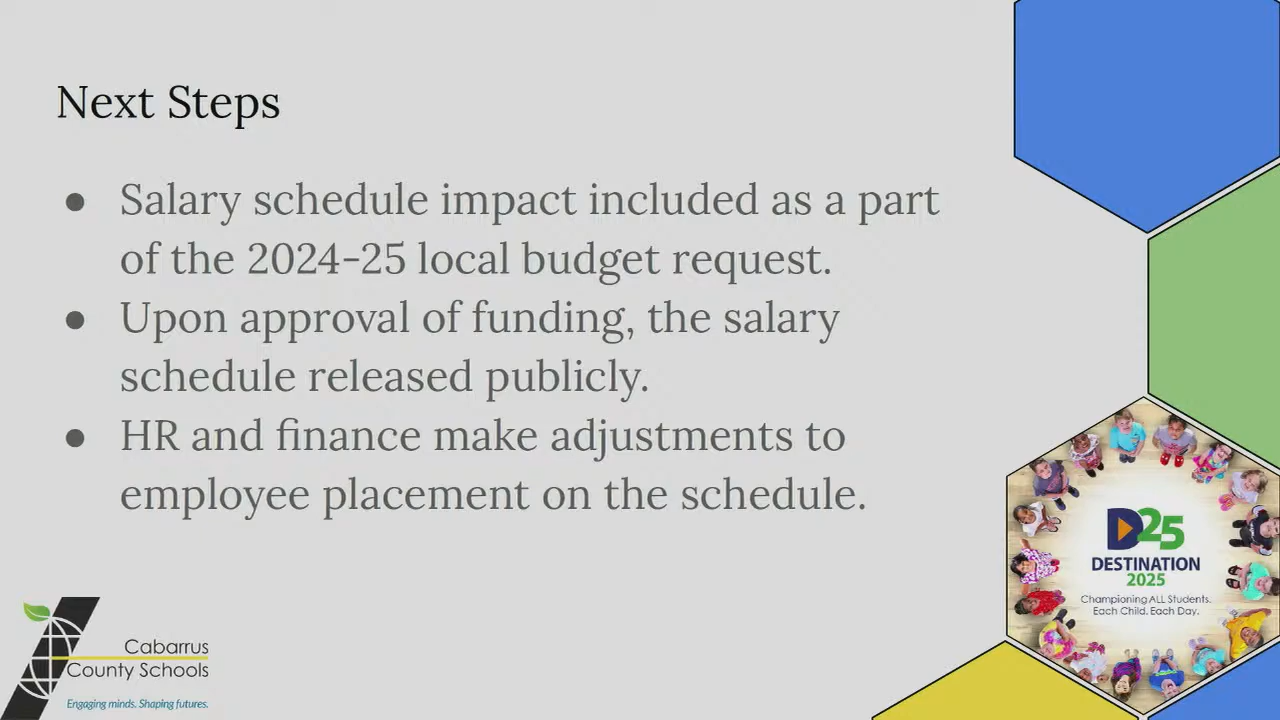 Next Steps
● Salary schedule impact included as a part
of the 2024-25 local budget request.
● Upon approval of funding, the salary
schedule released publicly.
● HR and finance make adjustments to
employee placement on the schedule.
D25
DESTINATION
2025
Championing ALL Students.
Each Child. Each Day.
Cabarrus
County Schools
Engaging minds. Shaping futures.